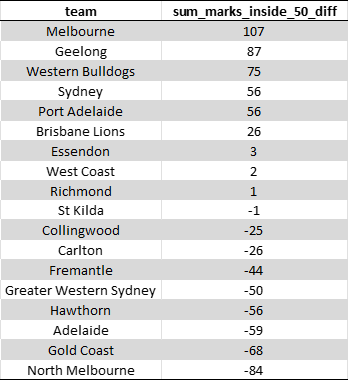 team sum_marks_inside_50_diff
Melbourne 107
Geelong 87
Western Bulldogs 75
Sydney 56
Port Adelaide 56
Brisbane Lions 26
Essendon 3
West Coast 2
Richmond 1
St Kilda -1
Collingwood -25
Carlton -26
Fremantle -44
Greater Western Sydney -50
Hawthorn -56
Adelaide -59
Gold Coast -68
North Melbourne -84